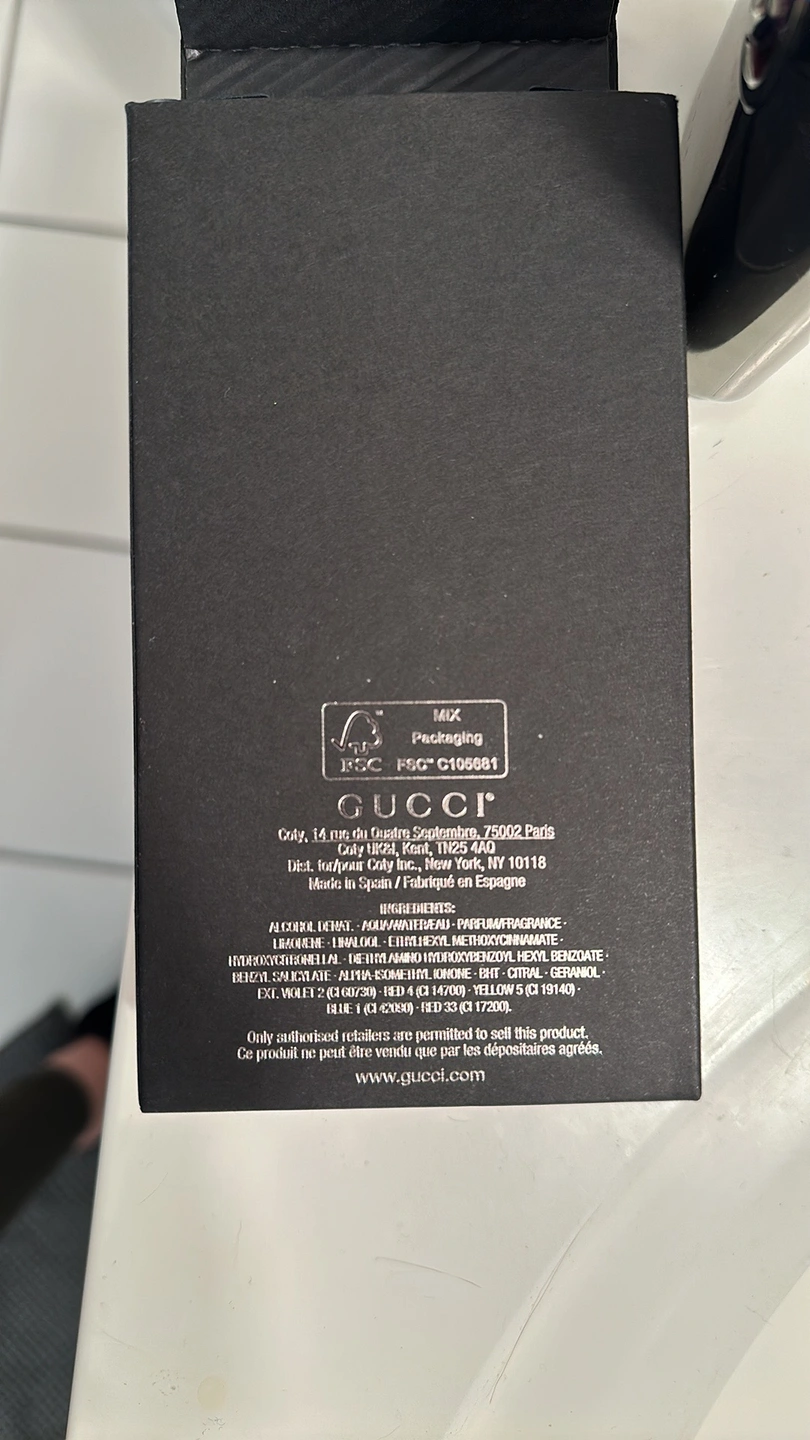 MIX
Packaging
FSC™ FSC™ C105681
GUCCI®
Coty, 14 rue du Quatre Septembre, 75002 Paris
Coty UK&I, Kent, TN25 4AQ
Dist. for/pour Coty Inc., New York, NY 10118
Made in Spain / Fabriqué en Espagne
INGREDIENTS:
ALCOHOL DENAT. · AQUA/WATER/EAU · PARFUM/FRAGRANCE ·
LIMONENE · LINALOOL · ETHYLHEXYL METHOXYCINNAMATE ·
HYDROXYCITRONELLAL · DIETHYLAMINO HYDROXYBENZOYL HEXYL BENZOATE ·
BENZYL SALICYLATE · ALPHA-ISOMETHYL IONONE · BHT · CITRAL · GERANIOL ·
EXT. VIOLET 2 (CI 60730) · RED 4 (CI 14700) · YELLOW 5 (CI 19140) ·
BLUE 1 (CI 42090) · RED 33 (CI 17200).
Only authorised retailers are permitted to sell this product.
Ce produit ne peut être vendu que par les dépositaires agréés.
www.gucci.com